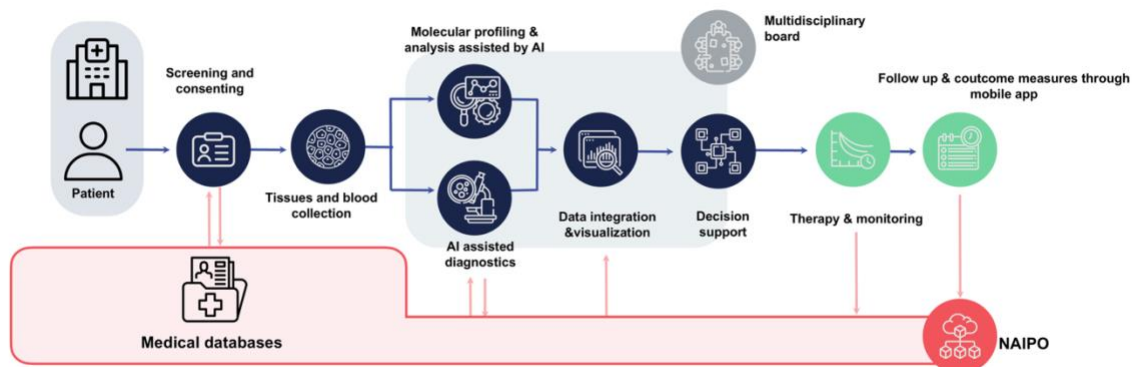 Molecular profiling &
analysis assisted by AI
Multidisciplinary
board
Screening and
consenting
Follow up & coutcome measures through
mobile app
Patient
Tissues and blood
collection
AI assisted
diagnostics
Data integration
&visualization
Decision
support
Therapy & monitoring
Medical databases
NAIPO